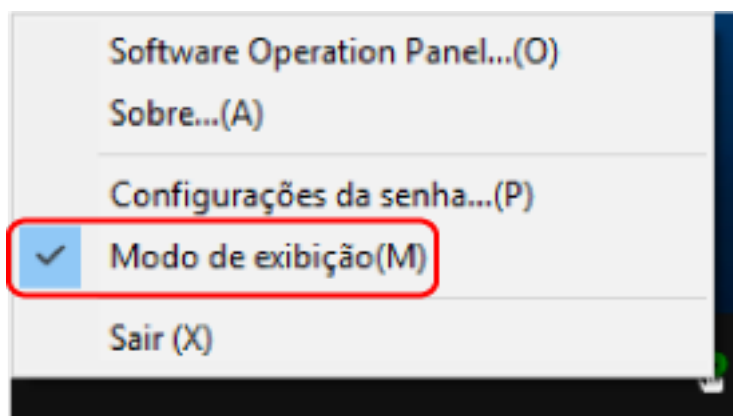 Software Operation Panel...(O)
Sobre...(A)
Configurações da senha...(P)
Modo de exibição(M)
Sair (X)